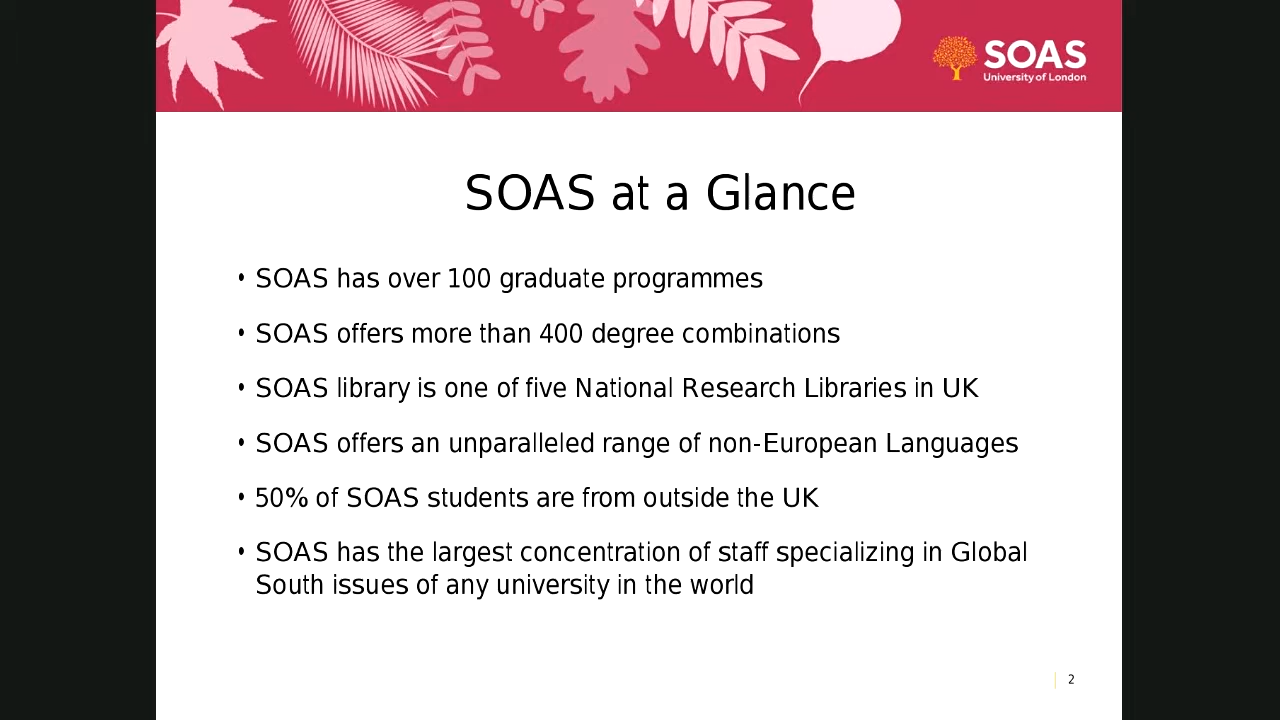 SOAS
University of London
SOAS at a Glance
• SOAS has over 100 graduate programmes
• SOAS offers more than 400 degree combinations
• SOAS library is one of five National Research Libraries in UK
• SOAS offers an unparalleled range of non-European Languages
• 50% of SOAS students are from outside the UK
• SOAS has the largest concentration of staff specializing in Global
South issues of any university in the world
2